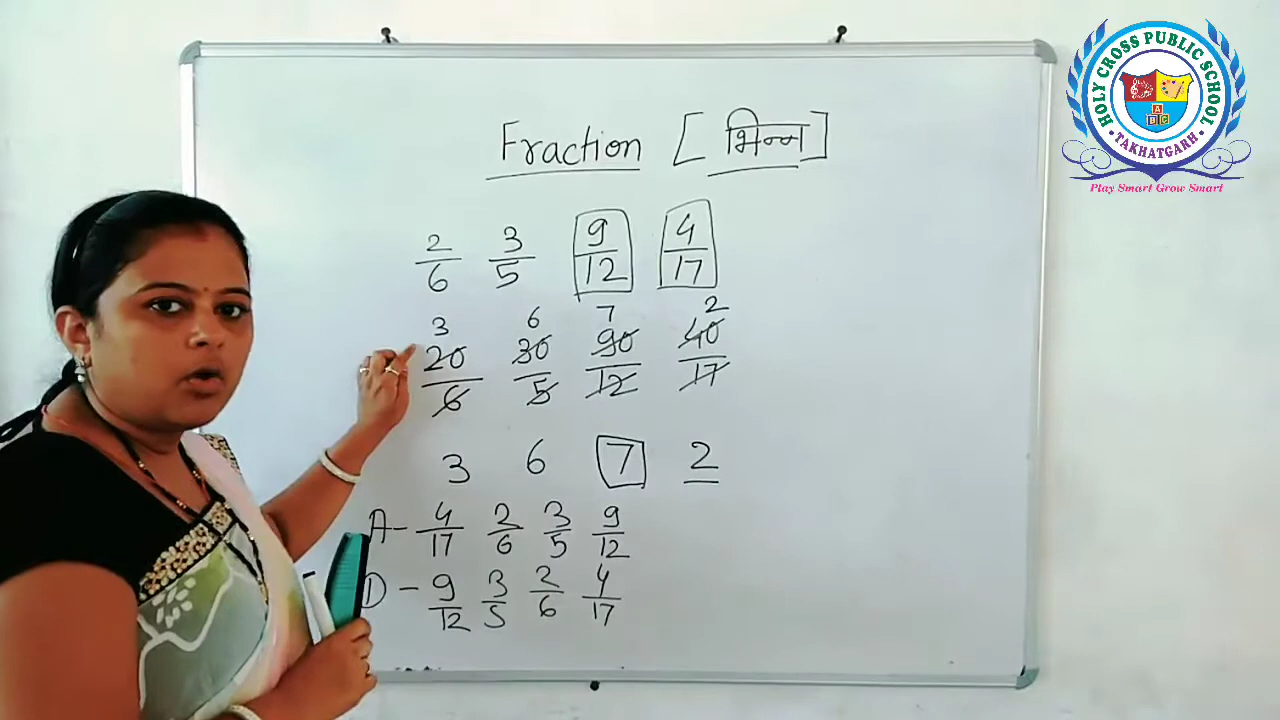 HOLY CROSS PUBLIC SCHOOL
A
B C
• TAKHATGARH •
Play Smart Grow Smart
Fraction [ भिन्न ]
2/6 3/5 9/12 4/17
3 6 7 2
20/6 30/5 90/12 40/17
3 6 7 2
A- 4/17 2/6 3/5 9/12
D - 9/12 3/5 2/6 4/17